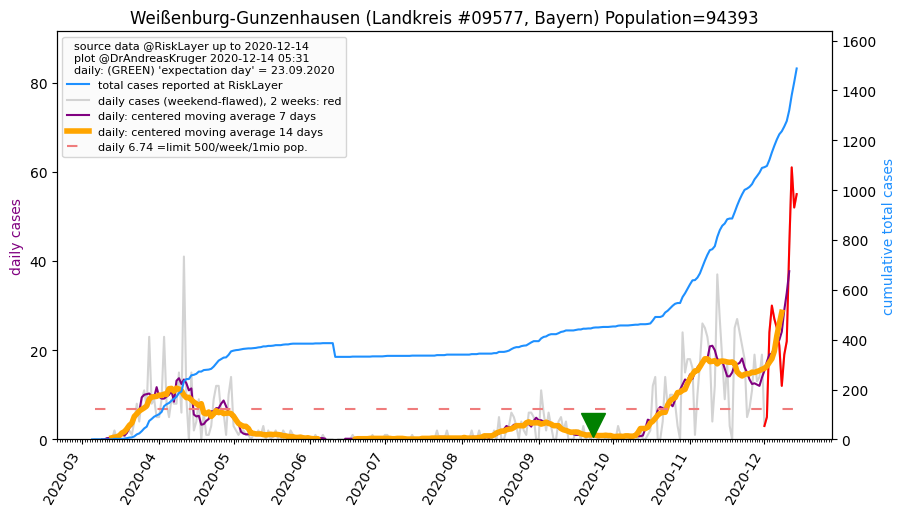 Weißenburg-Gunzenhausen (Landkreis #09577, Bayern) Population=94393
source data @RiskLayer up to 2020-12-14
plot @DrAndreasKruger 2020-12-14 05:31
daily: (GREEN) 'expectation day' = 23.09.2020
total cases reported at RiskLayer
daily cases (weekend-flawed), 2 weeks: red
daily: centered moving average 7 days
daily: centered moving average 14 days
daily 6.74 =limit 500/week/1mio pop.
daily cases
80
60
40
20
0
cumulative total cases
1600
1400
1200
1000
800
600
400
200
0
2020-03
2020-04
2020-05
2020-06
2020-07
2020-08
2020-09
2020-10
2020-11
2020-12